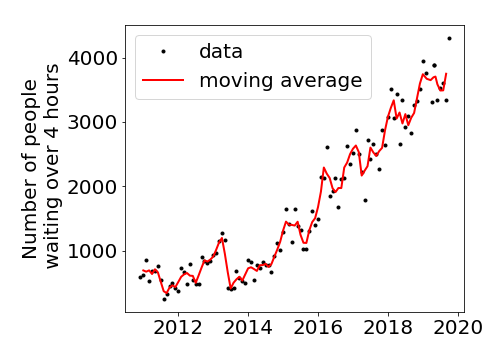 data
moving average
Number of people
waiting over 4 hours
4000
3000
2000
1000
2012 2014 2016 2018 2020